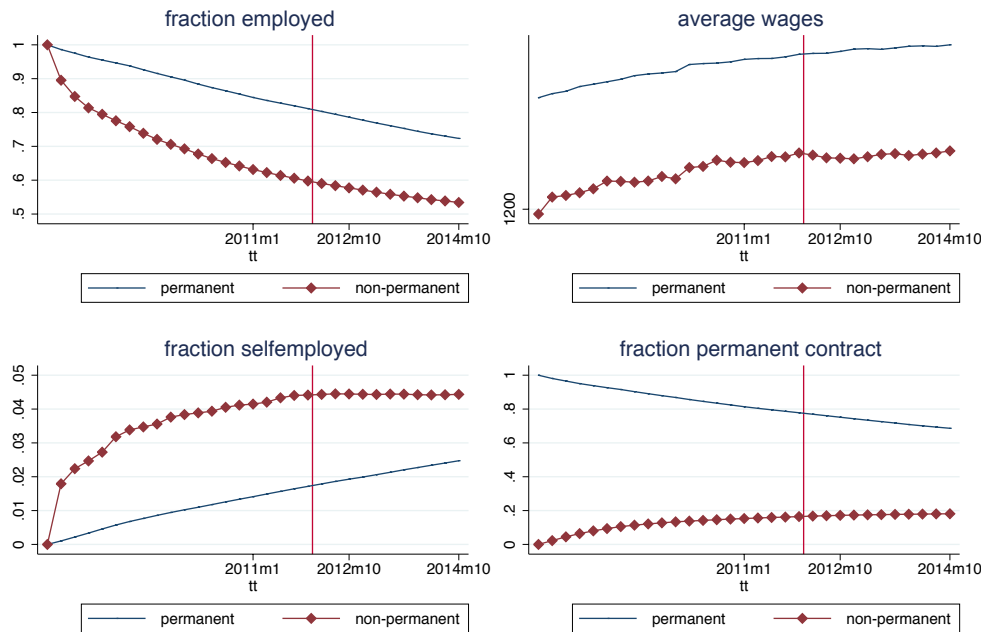 fraction employed
1
.9
.8
.7
.6
.5
2011m1 2012m10 2014m10
tt
permanent non-permanent
average wages
1200
2011m1 2012m10 2014m10
tt
permanent non-permanent
fraction selfemployed
.05
.04
.03
.02
.01
0
2011m1 2012m10 2014m10
tt
permanent non-permanent
fraction permanent contract
1
.8
.6
.4
.2
0
2011m1 2012m10 2014m10
tt
permanent non-permanent